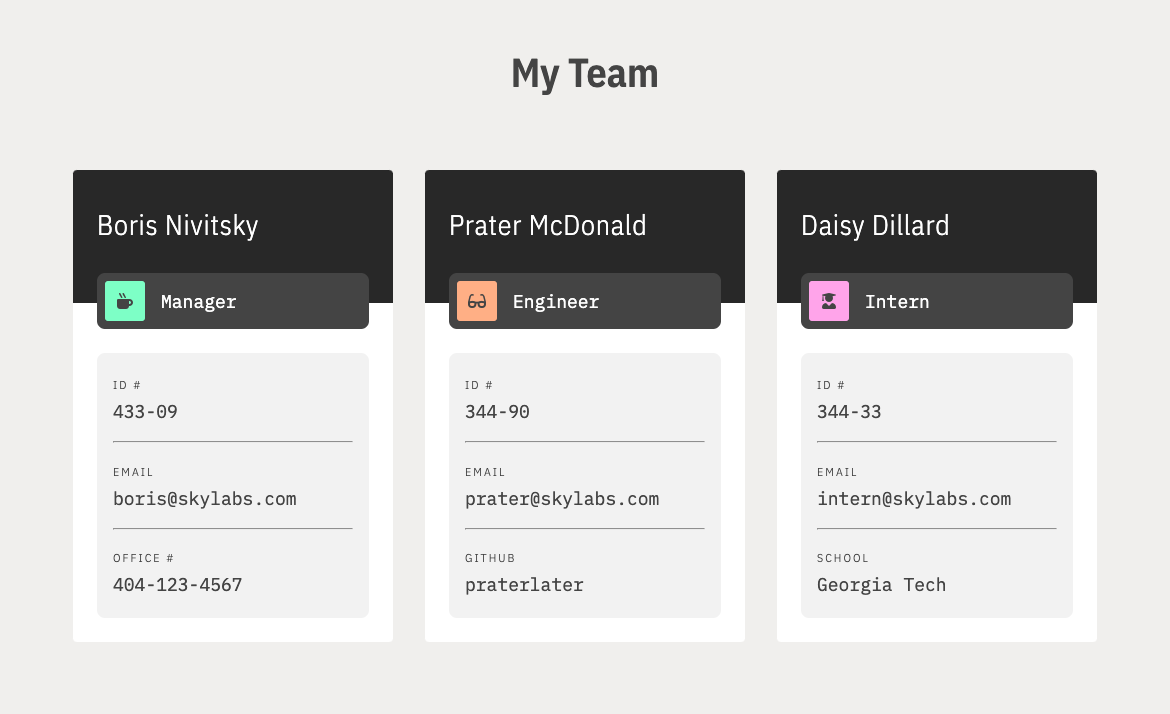 My Team
Boris Nivitsky
Manager
ID #
433-09
EMAIL
boris@skylabs.com
OFFICE #
404-123-4567
Prater McDonald
Engineer
ID #
344-90
EMAIL
prater@skylabs.com
GITHUB
praterlater
Daisy Dillard
Intern
ID #
344-33
EMAIL
intern@skylabs.com
SCHOOL
Georgia Tech